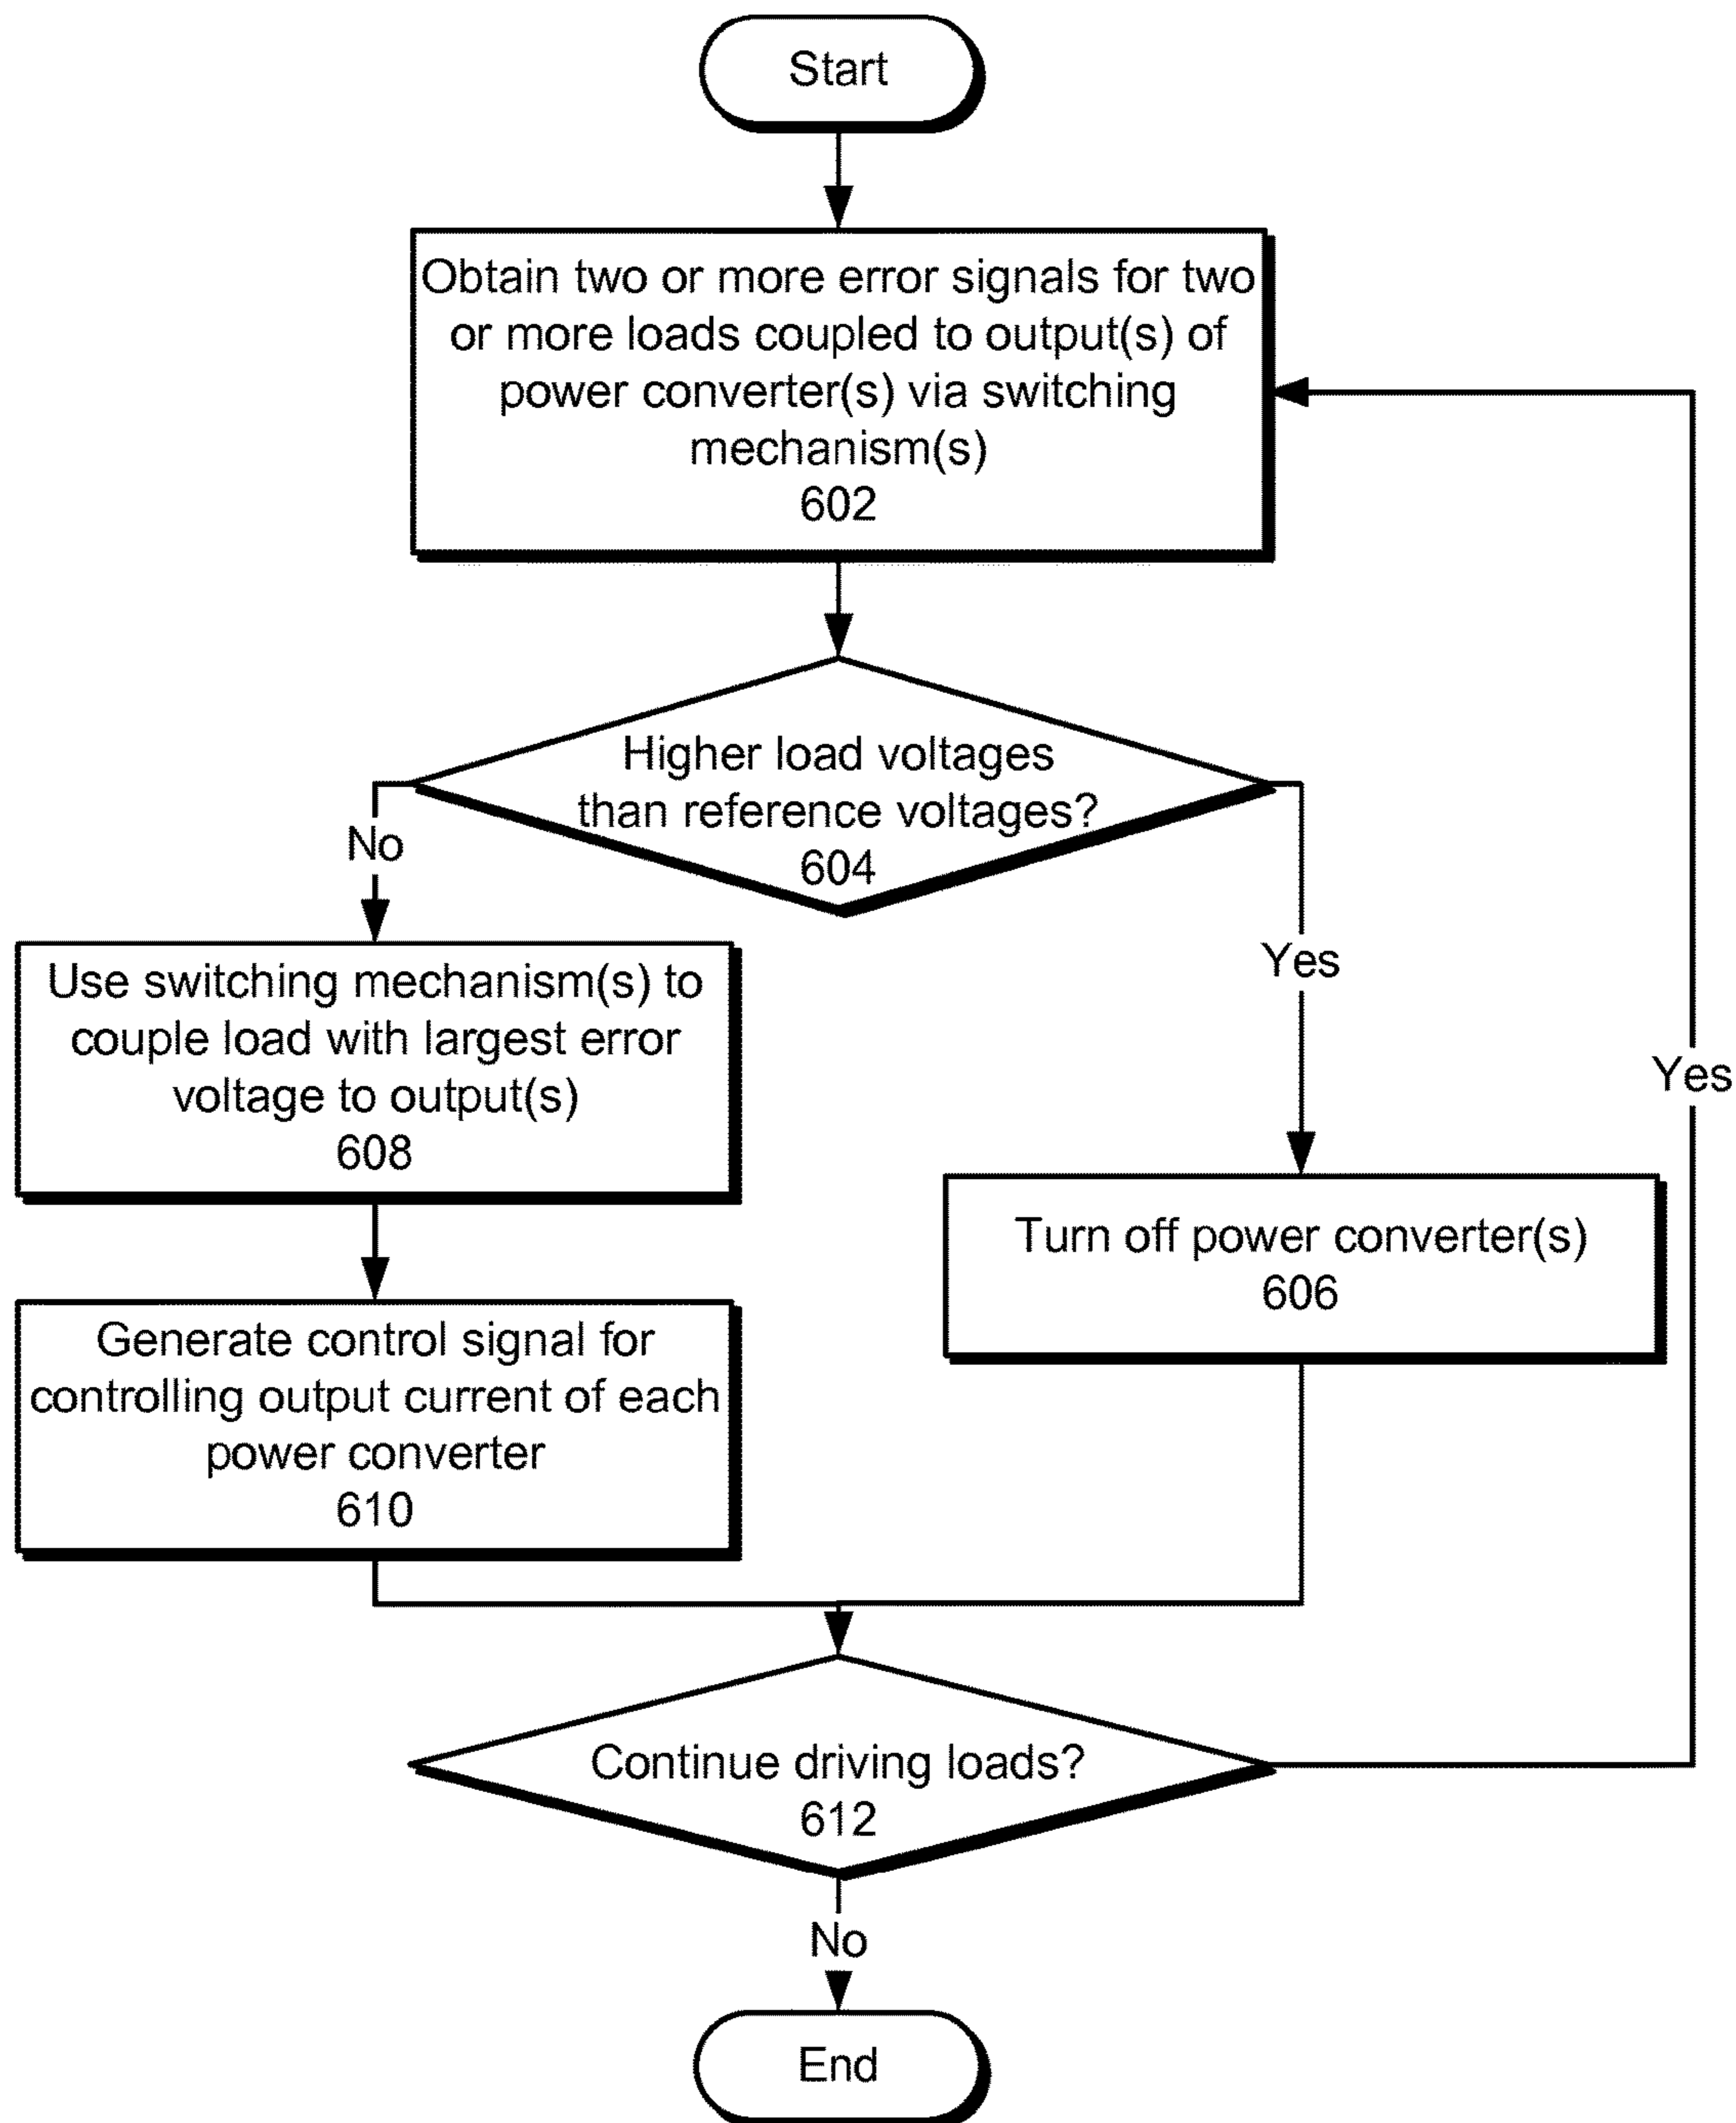 Start
Obtain two or more error signals for two
or more loads coupled to output(s) of
power converter(s) via switching
mechanism(s)
602
Higher load voltages
than reference voltages?
604
No
Yes
Use switching mechanism(s) to
couple load with largest error
voltage to output(s)
608
Yes
Turn off power converter(s)
606
Generate control signal for
controlling output current of each
power converter
610
Continue driving loads?
612
No
End